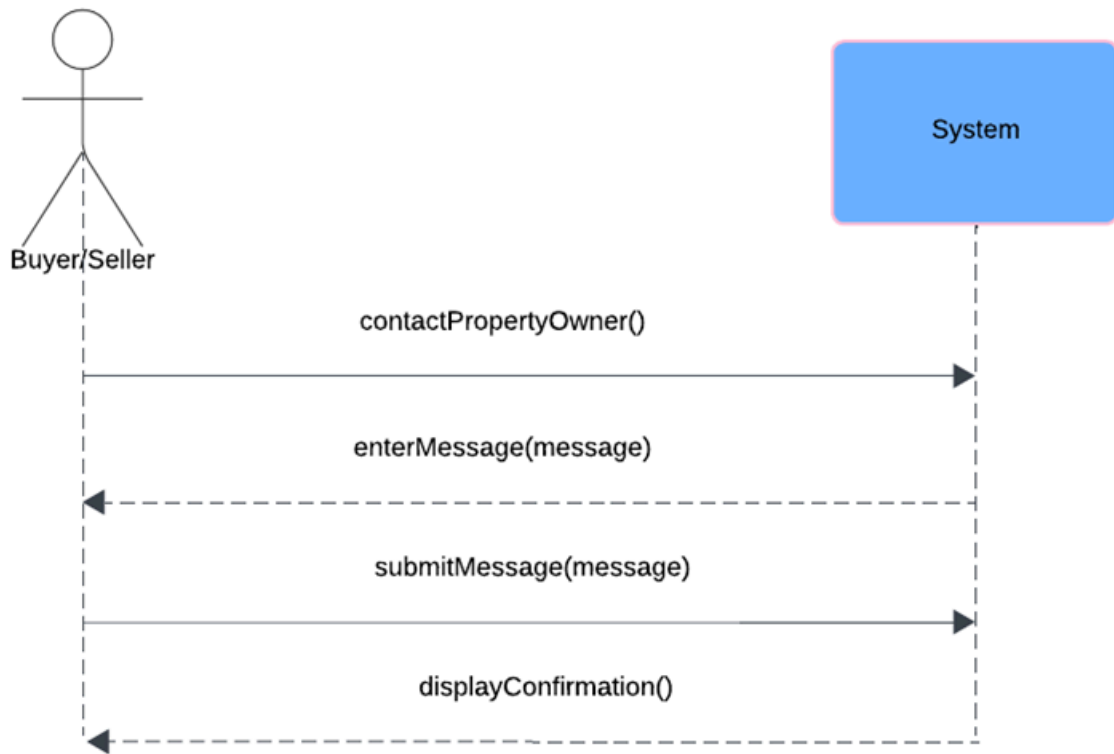 System
Buyer/Seller
contactPropertyOwner()
enterMessage(message)
submitMessage(message)
displayConfirmation()